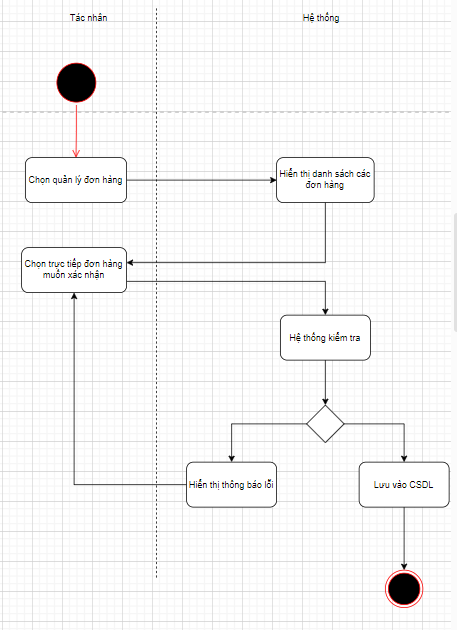 Tác nhân
Hệ thống
Chọn quản lý đơn hàng
Hiển thị danh sách các
đơn hàng
Chọn trực tiếp đơn hàng
muốn xác nhận
Hệ thống kiểm tra
Hiển thị thông báo lỗi
Lưu vào CSDL